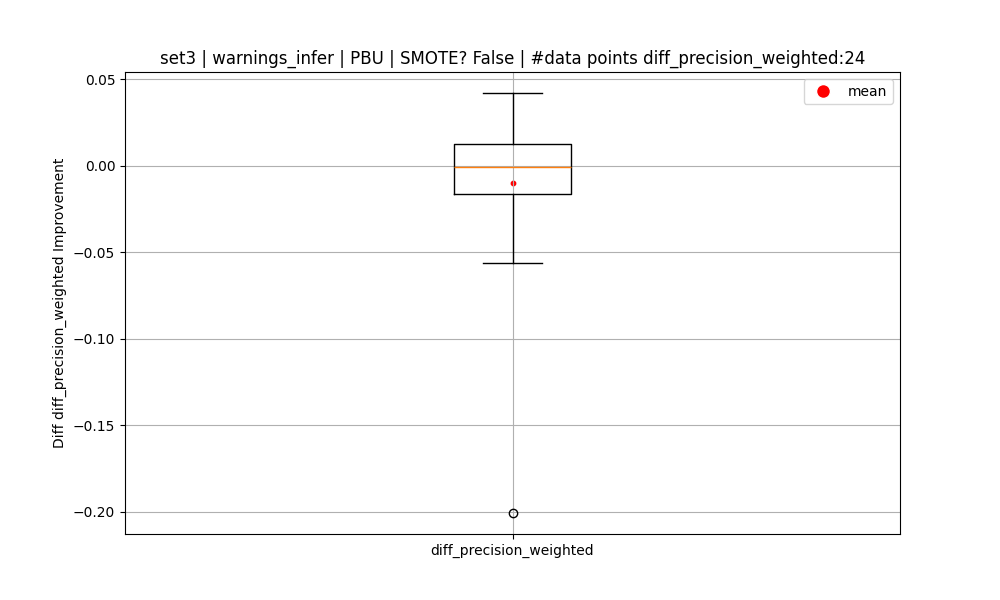 set3 | warnings_infer | PBU | SMOTE? False | #data points diff_precision_weighted:24
mean
Diff diff_precision_weighted Improvement
0.05
0.00
−0.05
−0.10
−0.15
−0.20
diff_precision_weighted